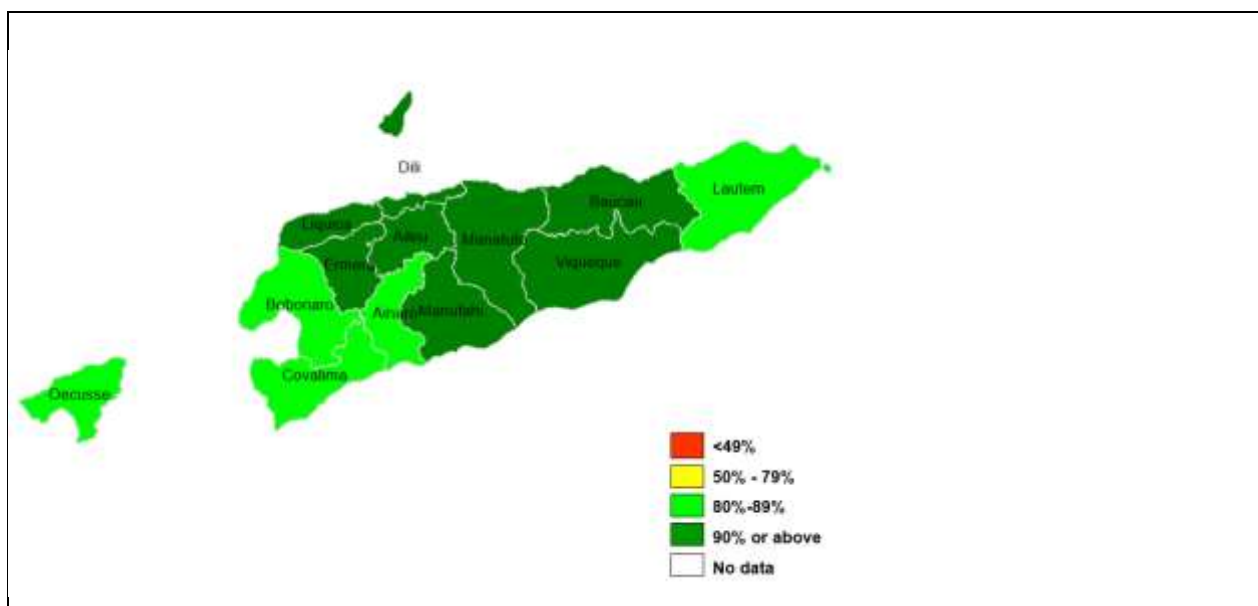 Dili
Lautem
Baucau
Liquica
Aileu
Manatuto
Ermera
Viqueque
Bobonaro
Ainaro
Manufahi
Covalima
Oecusse
<49%
50% - 79%
80%-89%
90% or above
No data